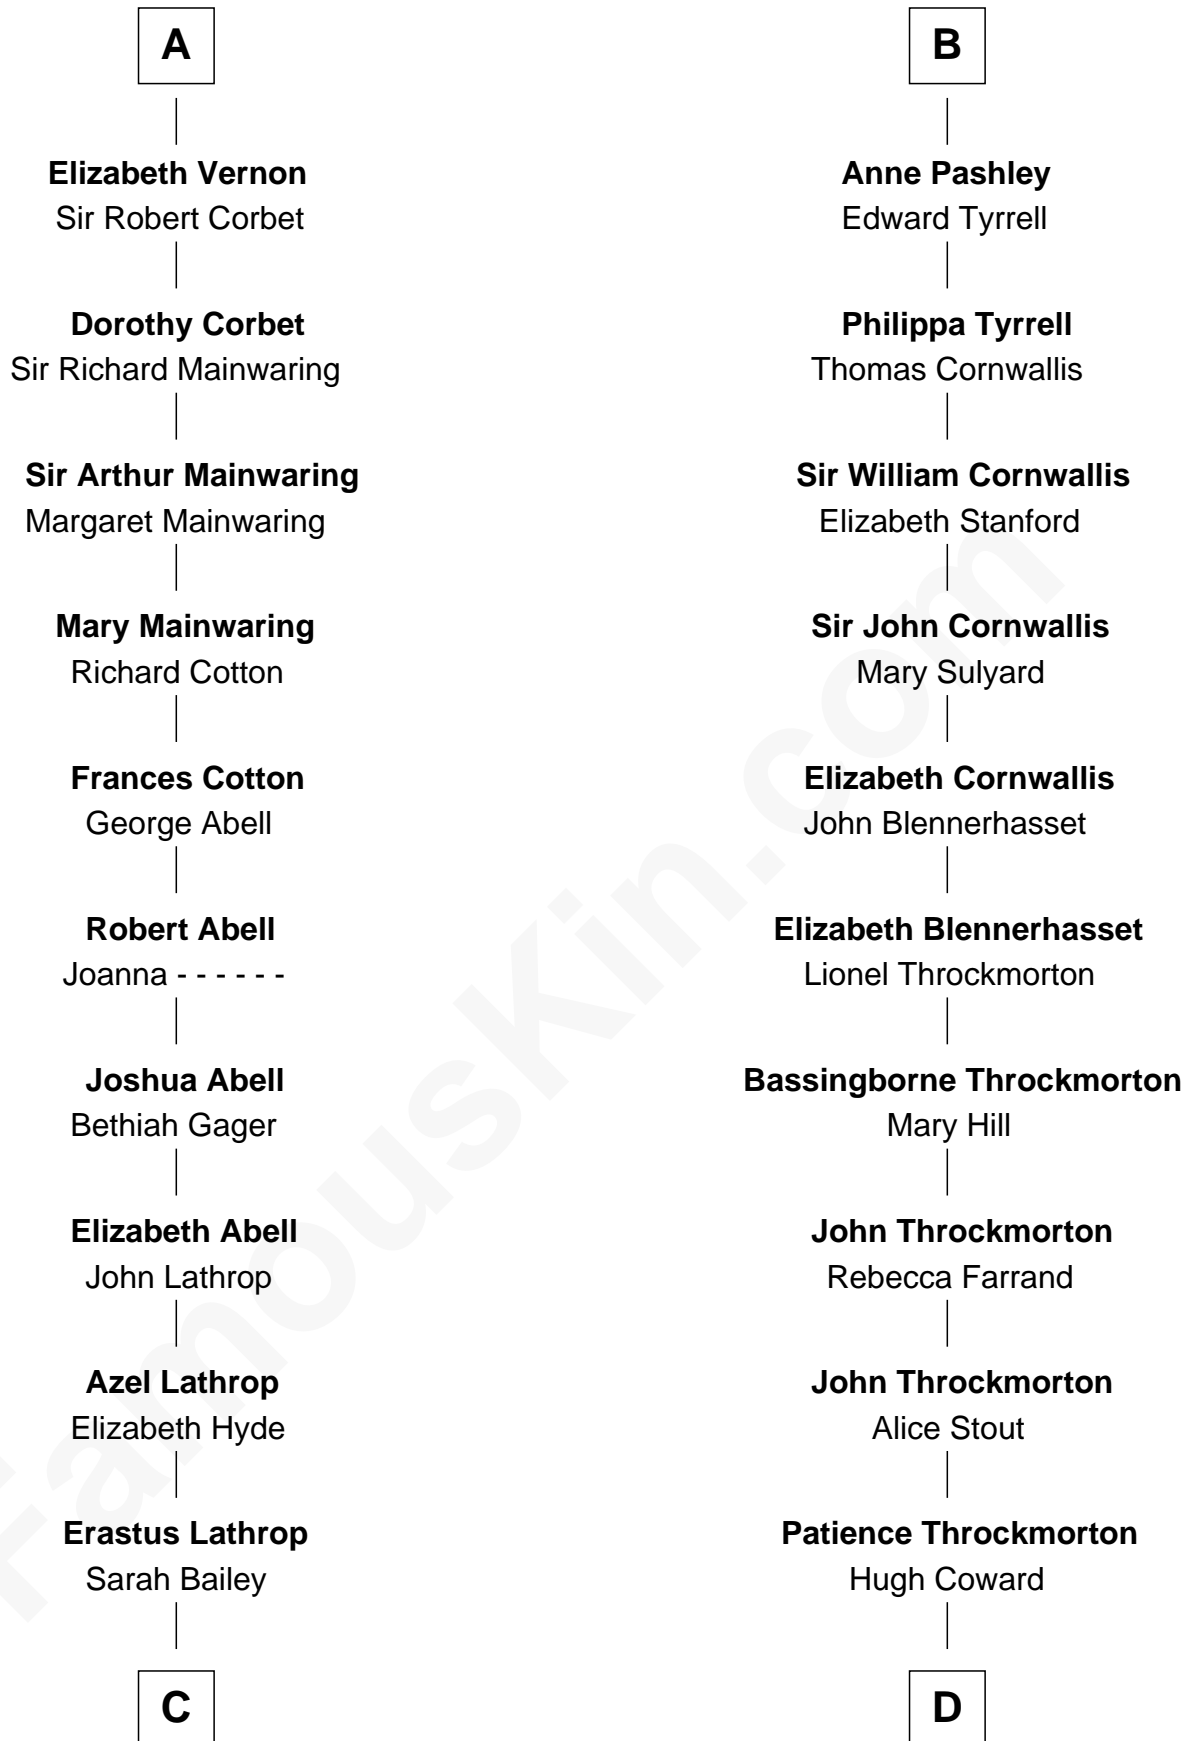 A
Elizabeth Vernon
Sir Robert Corbet
Dorothy Corbet
Sir Richard Mainwaring
Sir Arthur Mainwaring
Margaret Mainwaring
Mary Mainwaring
Richard Cotton
Frances Cotton
George Abell
Robert Abell
Joanna - - - - - -
Joshua Abell
Bethiah Gager
Elizabeth Abell
John Lathrop
Azel Lathrop
Elizabeth Hyde
Erastus Lathrop
Sarah Bailey
C
B
Anne Pashley
Edward Tyrrell
Philippa Tyrrell
Thomas Cornwallis
Sir William Cornwallis
Elizabeth Stanford
Sir John Cornwallis
Mary Sulyard
Elizabeth Cornwallis
John Blennerhasset
Elizabeth Blennerhasset
Lionel Throckmorton
Bassingborne Throckmorton
Mary Hill
John Throckmorton
Rebecca Farrand
John Throckmorton
Alice Stout
Patience Throckmorton
Hugh Coward
D
FamousKin.com